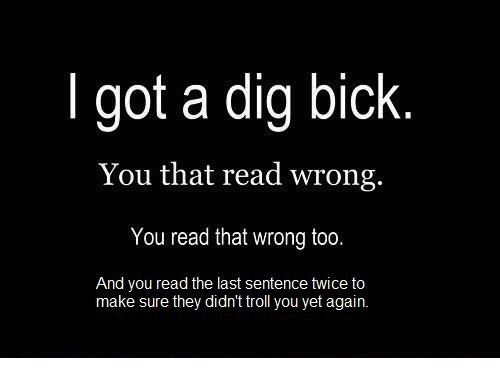 I got a dig bick.
You that read wrong.
You read that wrong too.
And you read the last sentence twice to
make sure they didn't troll you yet again.